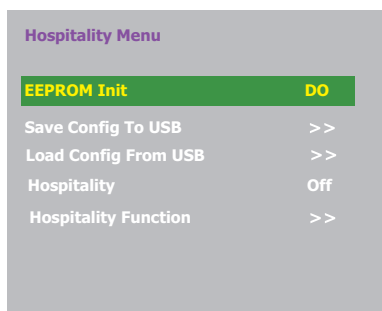 Hospitality Menu
EEPROM Init DO
Save Config To USB >>
Load Config From USB >>
Hospitality Off
Hospitality Function >>